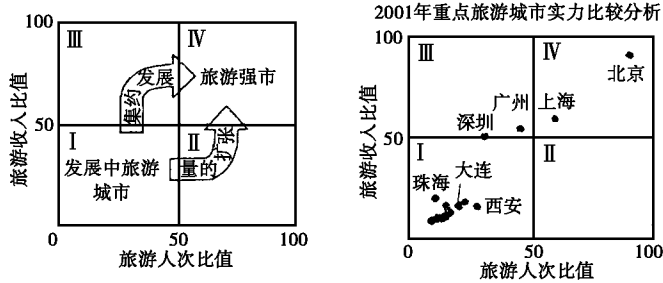 100
50
0
50
100
旅游收入比值
旅游人次比值
Ⅲ
Ⅳ
Ⅰ
Ⅱ
集约
发展
旅游强市
发展中旅游
城市
量的
扩张
2001年重点旅游城市实力比较分析
100
50
0
50
100
旅游收入比值
旅游人次比值
Ⅲ
Ⅳ
Ⅰ
Ⅱ
北京
广州
上海
深圳
珠海
大连
西安